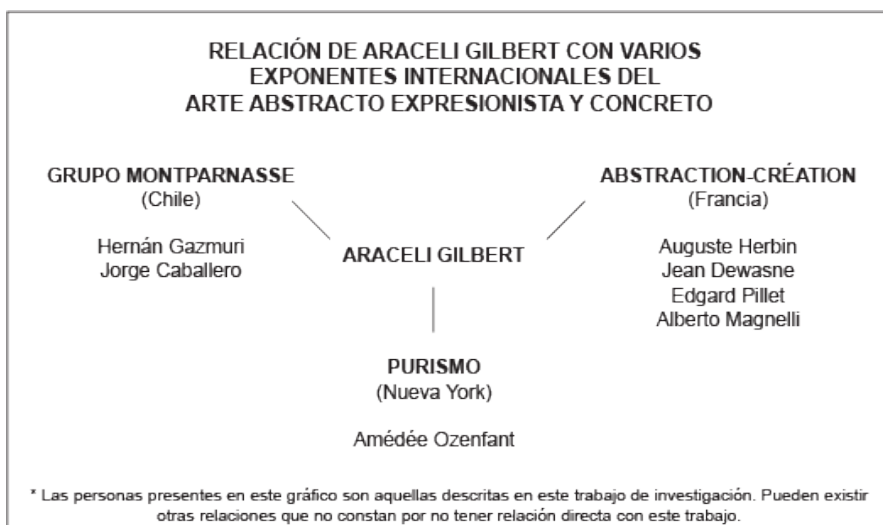 RELACIÓN DE ARACELI GILBERT CON VARIOS
EXPONENTES INTERNACIONALES DEL
ARTE ABSTRACTO EXPRESIONISTA Y CONCRETO
GRUPO MONTPARNASSE
(Chile)
Hernán Gazmuri
Jorge Caballero
ABSTRACTION-CRÉATION
(Francia)
Auguste Herbin
Jean Dewasne
Edgard Pillet
Alberto Magnelli
ARACELI GILBERT
PURISMO
(Nueva York)
Amédée Ozenfant
* Las personas presentes en este gráfico son aquellas descritas en este trabajo de investigación. Pueden existir
otras relaciones que no constan por no tener relación directa con este trabajo.